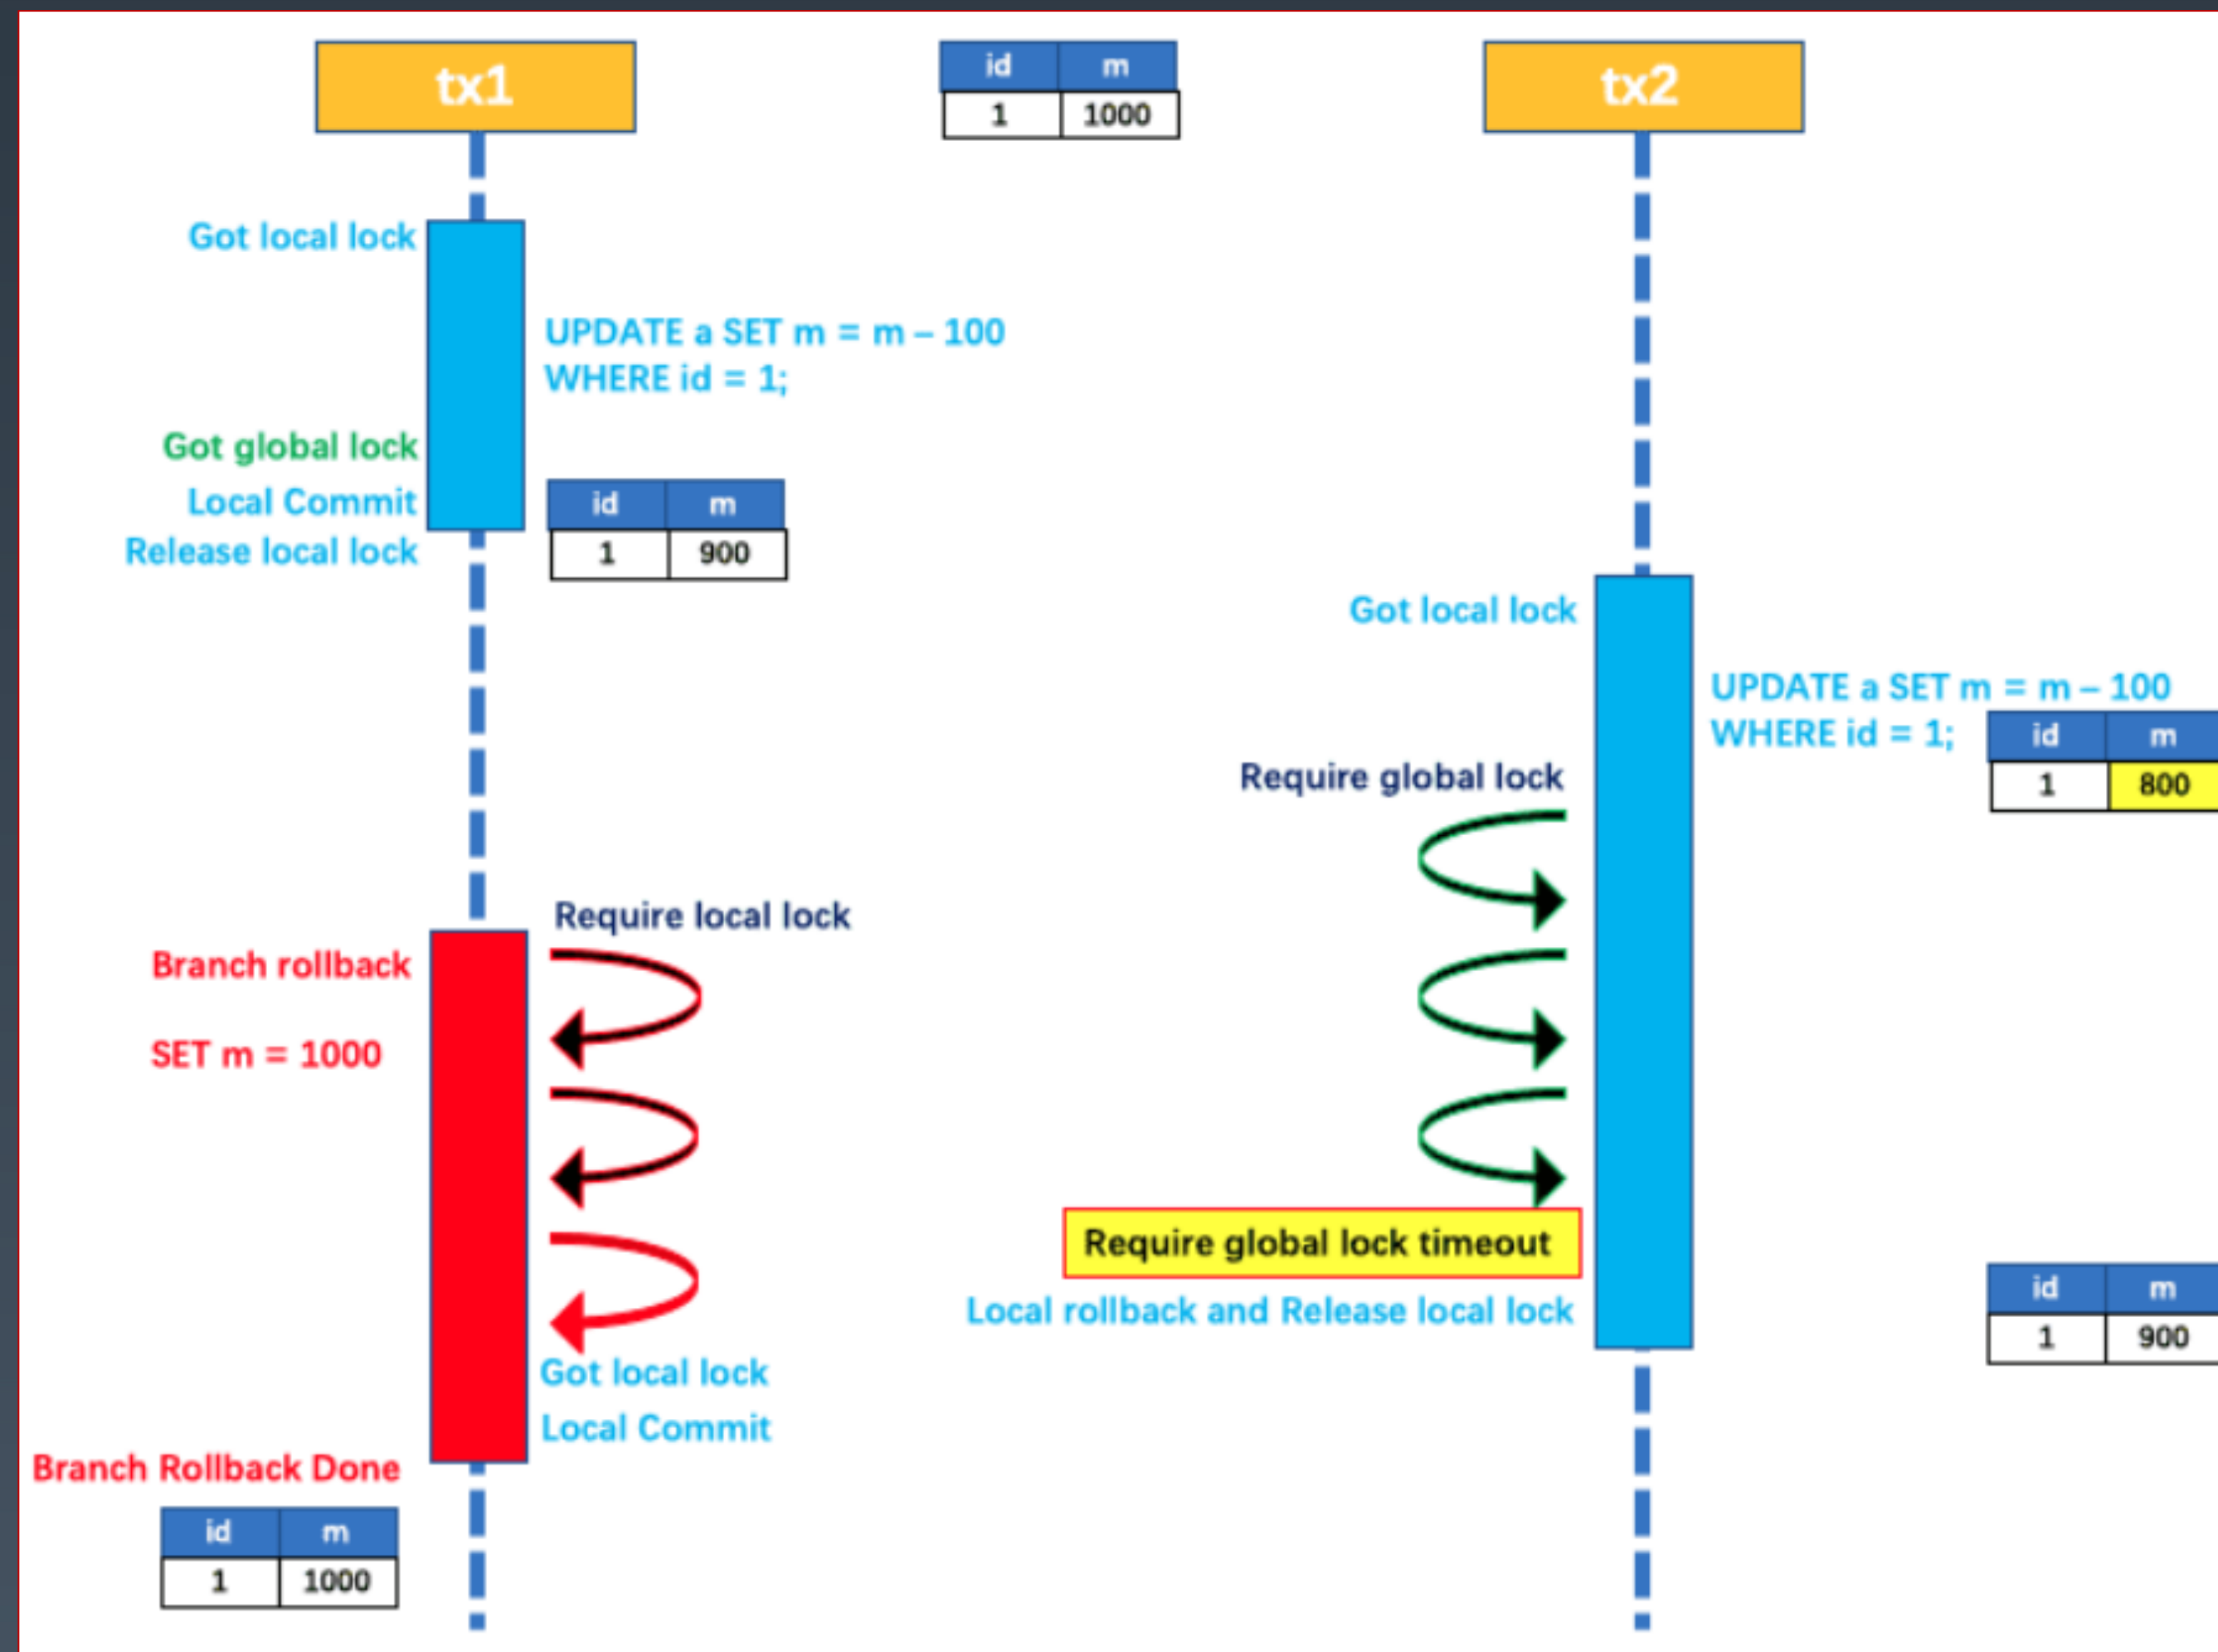 tx1
id m
1 1000
tx2
Got local lock
UPDATE a SET m = m – 100
WHERE id = 1;
Got global lock
Local Commit
Release local lock
id m
1 900
Got local lock
UPDATE a SET m = m – 100
WHERE id = 1;
id m
1 800
Require global lock
Require local lock
Branch rollback
SET m = 1000
Require global lock timeout
Local rollback and Release local lock
id m
1 900
Got local lock
Local Commit
Branch Rollback Done
id m
1 1000